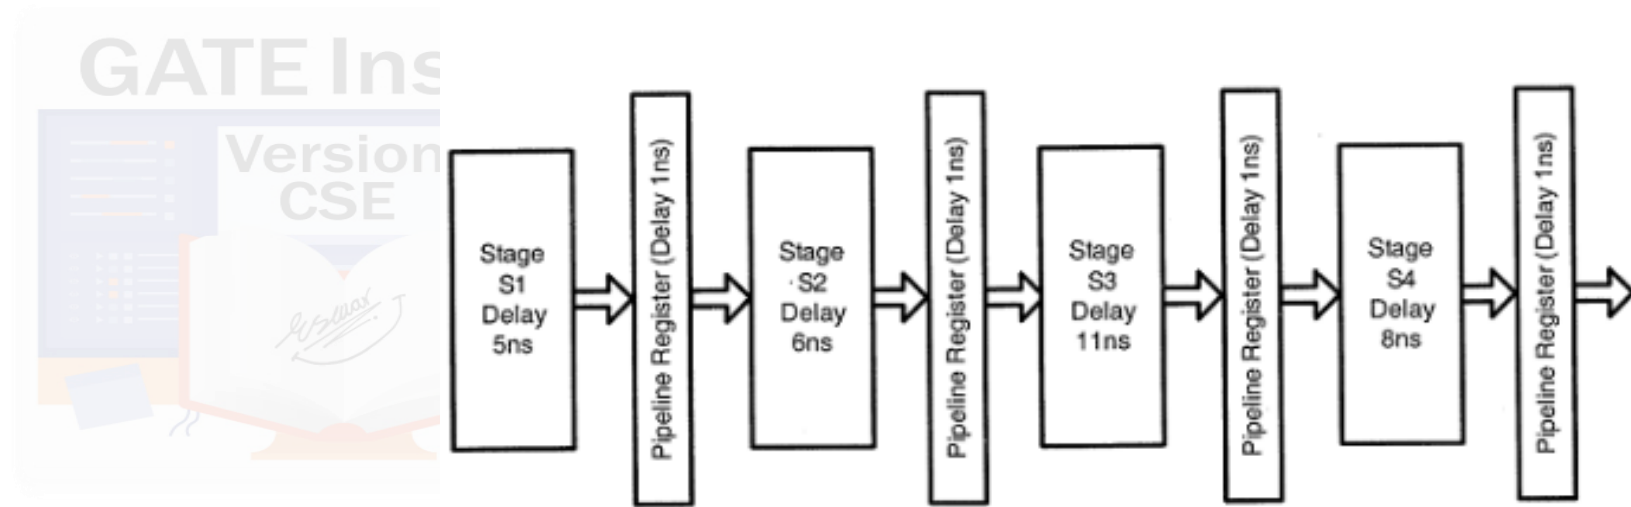 GATE Ins
Version
CSE
Stage
S1
Delay
5ns
Pipeline Register (Delay 1ns)
Stage
S2
Delay
6ns
Pipeline Register (Delay 1ns)
Stage
S3
Delay
11ns
Pipeline Register (Delay 1ns)
Stage
S4
Delay
8ns
Pipeline Register (Delay 1ns)